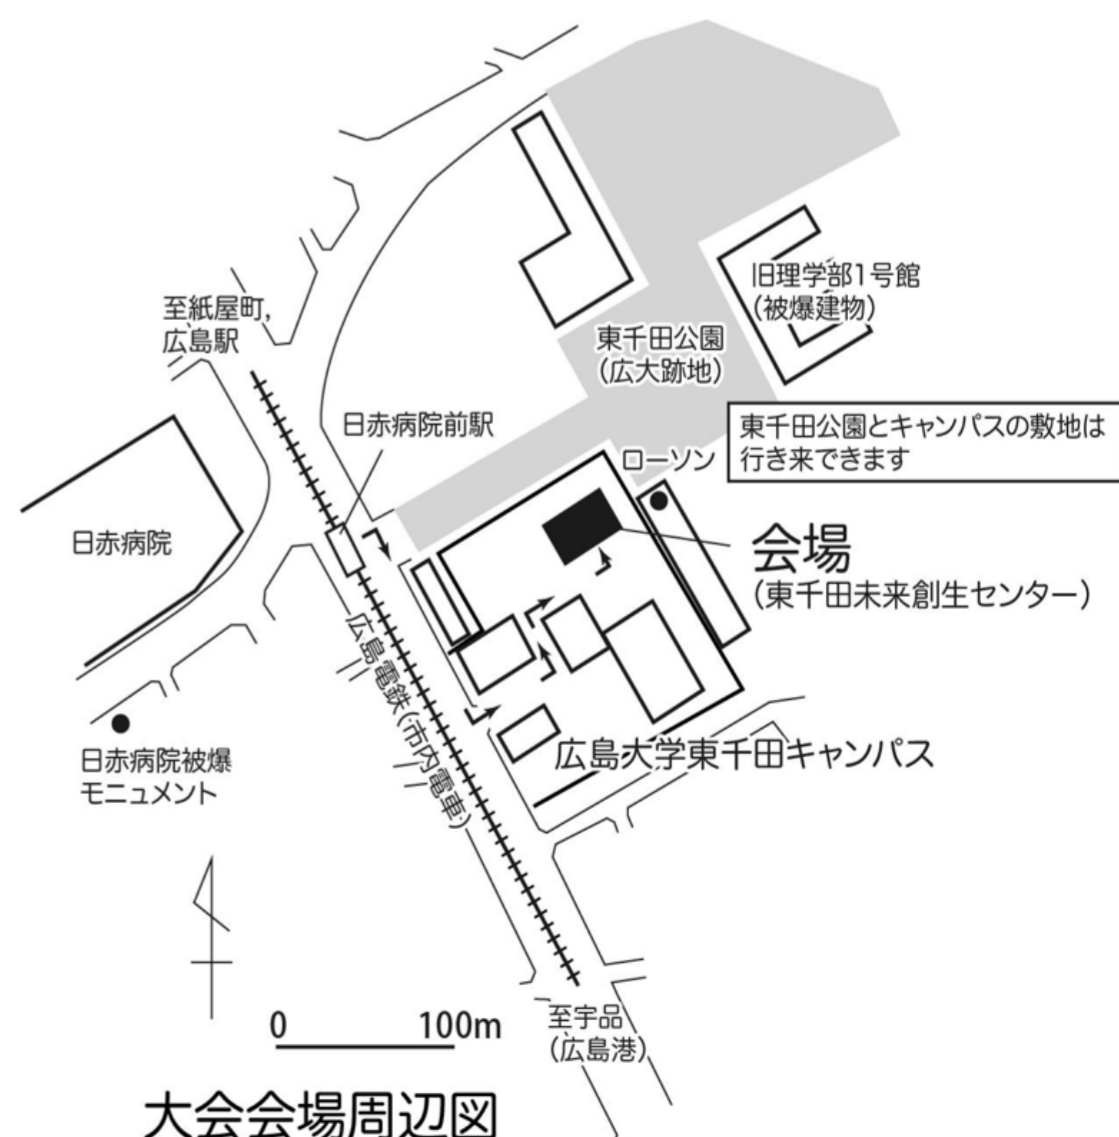 旧理学部1号館
(被爆建物)
至紙屋町,
広島駅
東千田公園
(広大跡地)
日赤病院前駅
東千田公園とキャンパスの敷地は
行き来できます
ローソン
日赤病院
会場
(東千田未来創生センター)
広島電鉄(市内電車)
広島大学東千田キャンパス
日赤病院被爆
モニュメント
至宇品
(広島港)
0 100m
大会会場周辺図